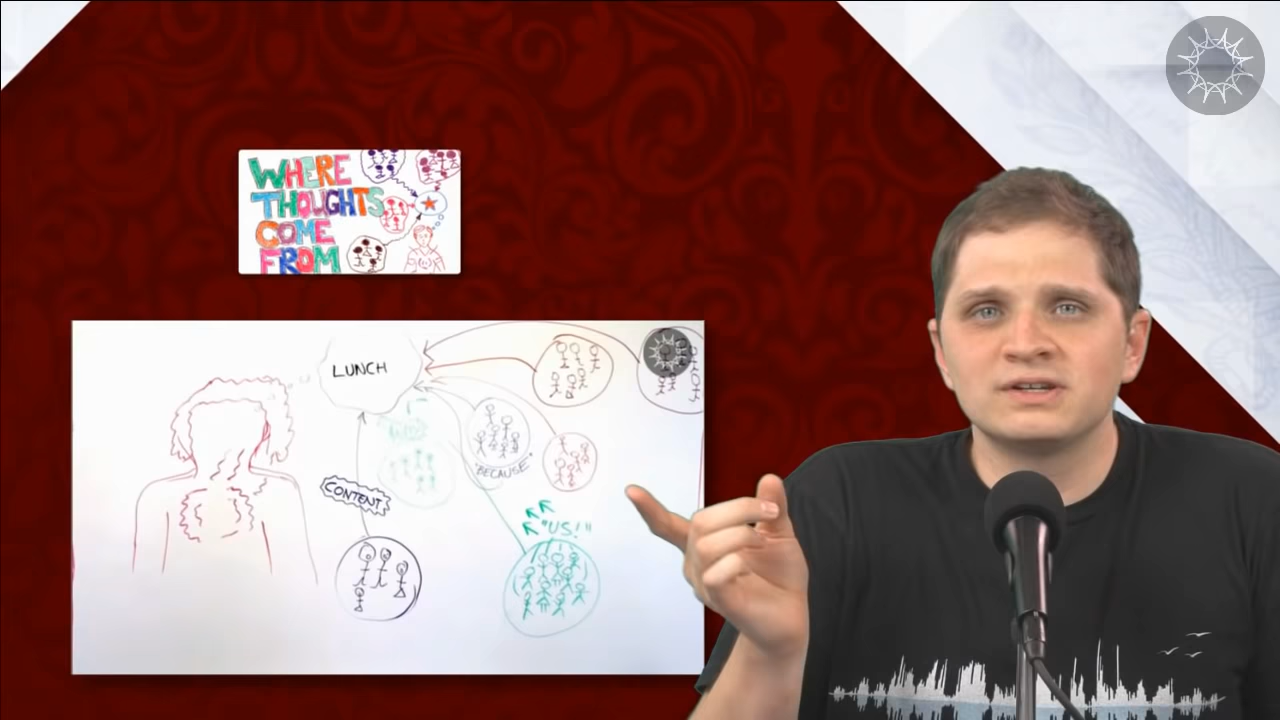 WHERE
THOUGHTS
COME
FROM
LUNCH
"BECAUSE"
CONTENT
"US!"